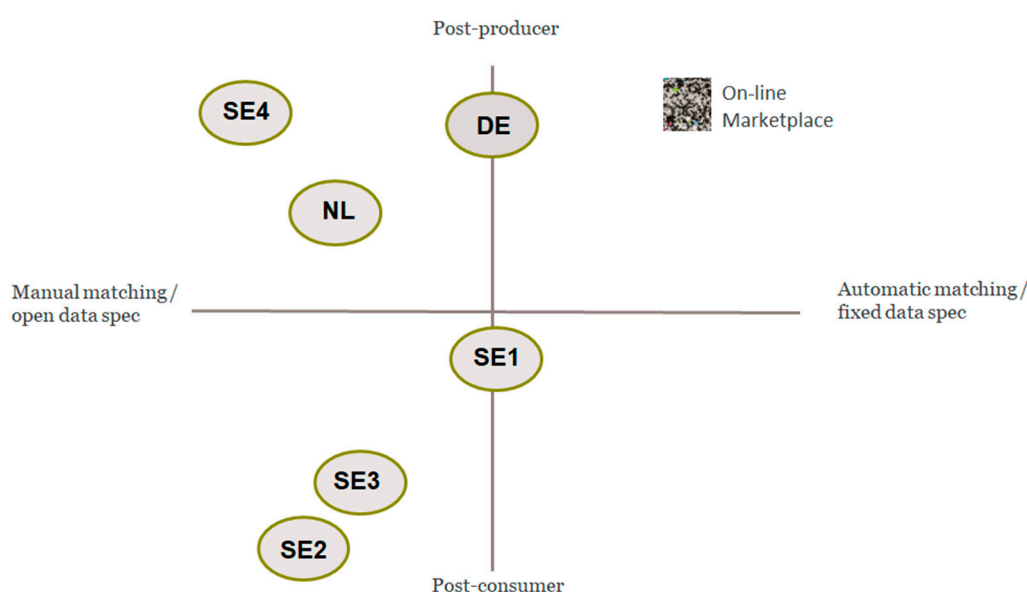 Post-producer
SE4
DE
On-line
Marketplace
NL
Manual matching /
open data spec
Automatic matching /
fixed data spec
SE1
SE3
SE2
Post-consumer